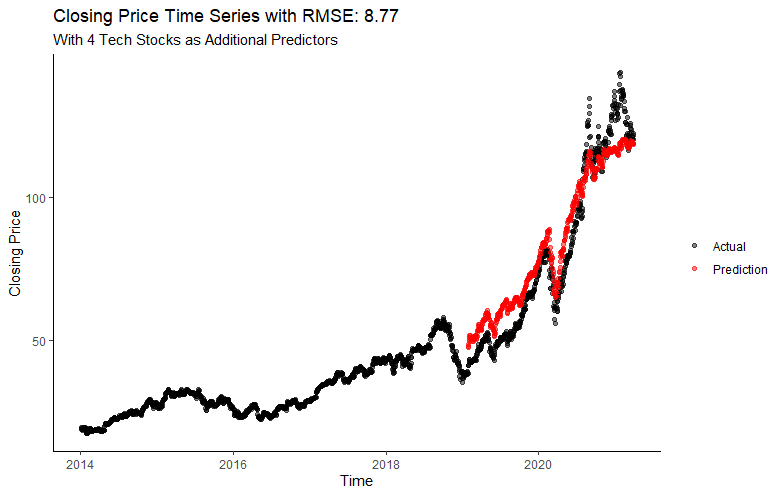 Closing Price Time Series with RMSE: 8.77
With 4 Tech Stocks as Additional Predictors
100
50
Closing Price
2014
2016
2018
2020
Time
Actual
Prediction